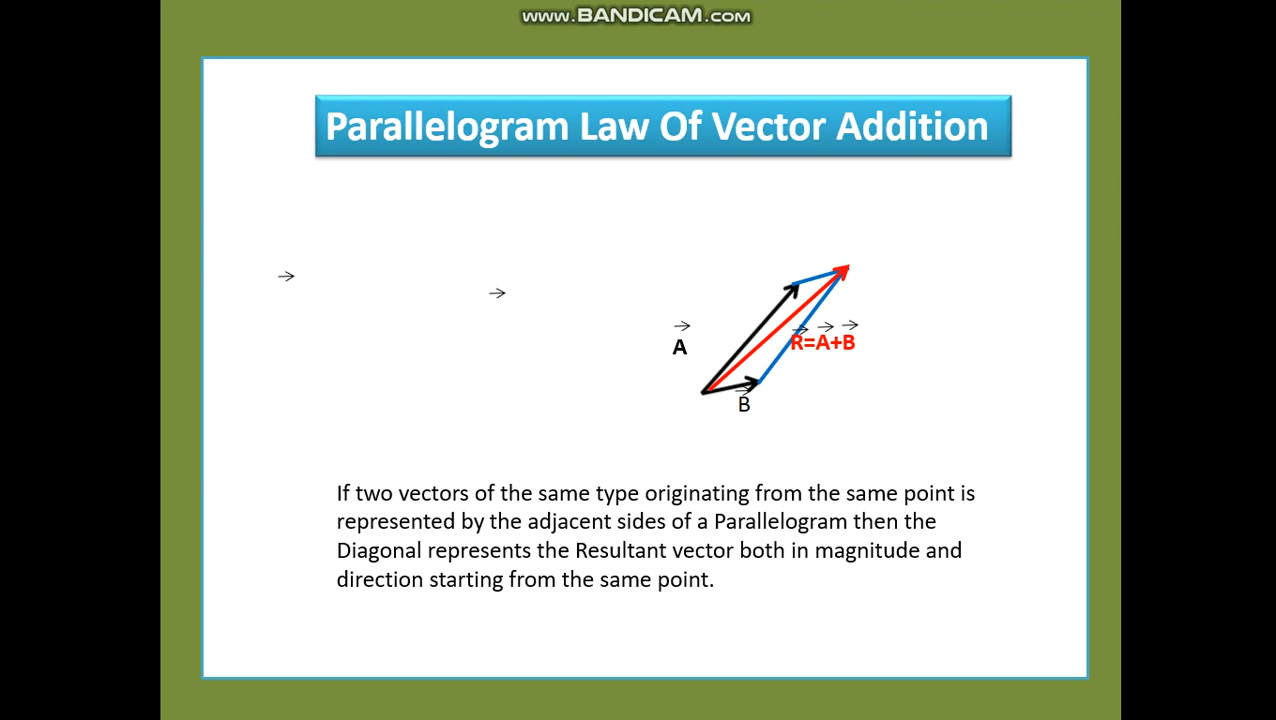 www.BANDICAM.com
Parallelogram Law Of Vector Addition
A
R=A+B
B
If two vectors of the same type originating from the same point is
represented by the adjacent sides of a Parallelogram then the
Diagonal represents the Resultant vector both in magnitude and
direction starting from the same point.